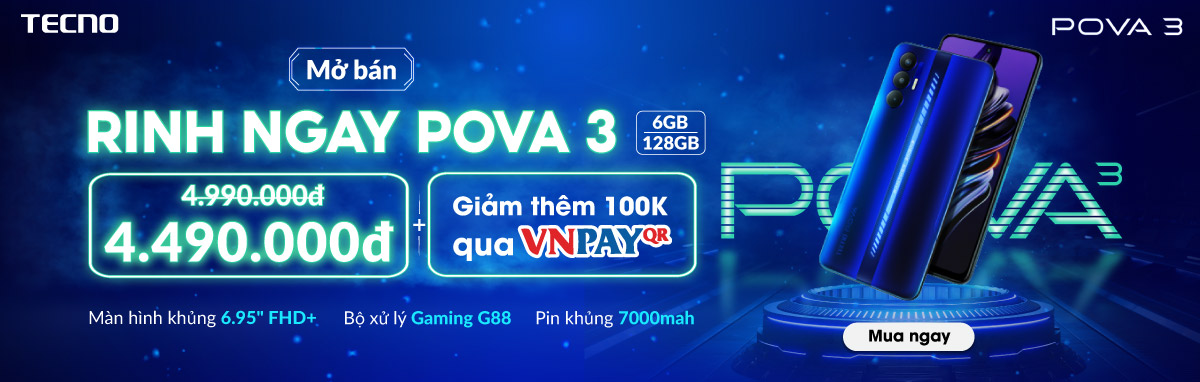 TECNO
POVA 3
Mở bán
RINH NGAY POVA 3
6GB
128GB
4.990.000đ
4.490.000đ
+
Giảm thêm 100K
qua VNPAYQR
POVA3
Màn hình khủng 6.95" FHD+
Bộ xử lý Gaming G88
Pin khủng 7000mah
Mua ngay